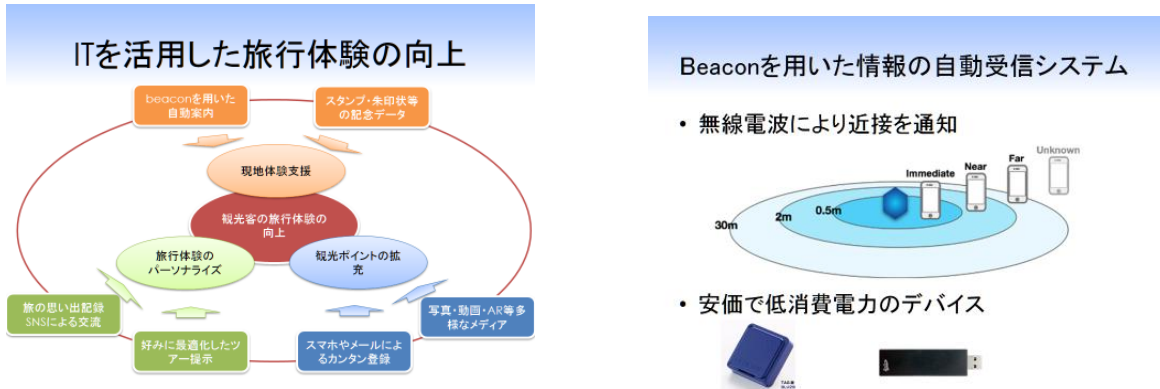 ITを活用した旅行体験の向上
beaconを用いた
自動案内
スタンプ・朱印状等
の記念データ
現地体験支援
観光客の旅行体験の
向上
旅行体験の
パーソナライズ
観光ポイントの拡
充
旅の思い出記録
SNSによる交流
写真・動画・AR等多
様なメディア
好みに最適化したツ
アー提示
スマホやメールによ
るカンタン登録
Beaconを用いた情報の自動受信システム
• 無線電波により近接を通知
Unknown
Far
Near
Immediate
0.5m
2m
30m
• 安価で低消費電力のデバイス